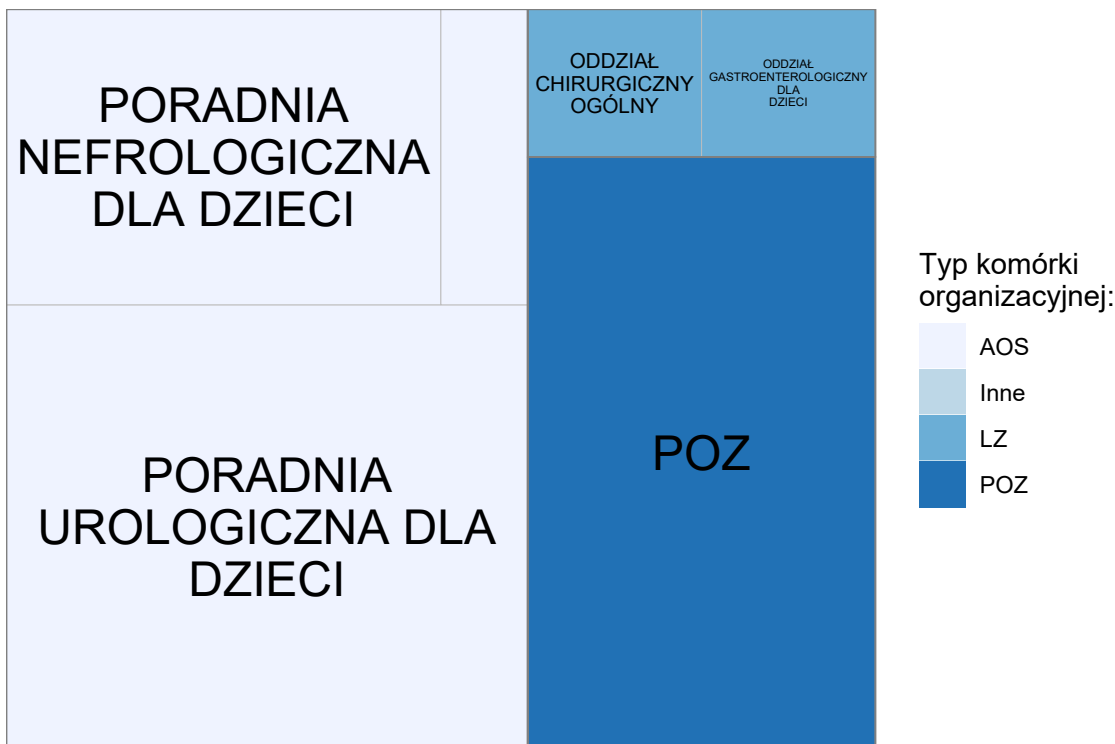 PORADNIA
NEFROLOGICZNA
DLA DZIECI
ODDZIAŁ
CHIRURGICZNY
OGÓLNY
ODDZIAŁ
GASTROENTEROLOGICZNY
DLA
DZIECI
PORADNIA
UROLOGICZNA DLA
DZIECI
POZ
Typ komórki
organizacyjnej:
AOS
Inne
LZ
POZ